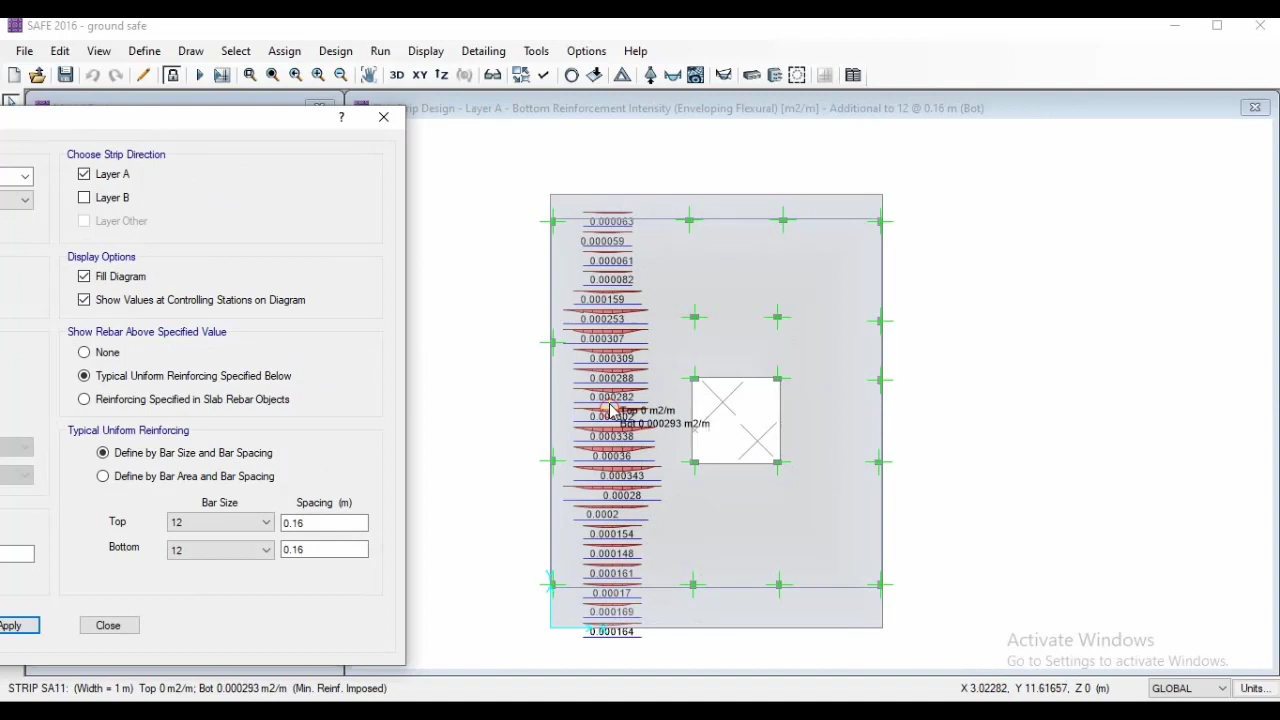 SAFE 2016 - ground safe
File Edit View Define Draw Select Assign Design Run Display Detailing Tools Options Help
3D XY
Strip Design - Layer A - Bottom Reinforcement Intensity (Enveloping Flexural) [m2/m] - Additional to 12 @ 0.16 m (Bot)
?
Choose Strip Direction
Layer A
Layer B
Layer Other
Display Options
Fill Diagram
Show Values at Controlling Stations on Diagram
Show Rebar Above Specified Value
None
Typical Uniform Reinforcing Specified Below
Reinforcing Specified in Slab Rebar Objects
Typical Uniform Reinforcing
Define by Bar Size and Bar Spacing
Define by Bar Area and Bar Spacing
Bar Size Spacing (m)
Top 12 0.16
Bottom 12 0.16
Apply Close
0.000063
0.000059
0.000061
0.000082
0.000159
0.000253
0.000307
0.000309
0.000288
0.000282
Top 0 m2/m
Bot 0.000293 m2/m
0.000338
0.00036
0.000343
0.00028
0.0002
0.000154
0.000148
0.000161
0.00017
0.000169
0.000164
Activate Windows
Go to Settings to activate Windows.
STRIP SA11: (Width = 1 m) Top 0 m2/m; Bot 0.000293 m2/m (Min. Reinf. Imposed) X 3.02282, Y 11.61657, Z 0 (m) GLOBAL Units...